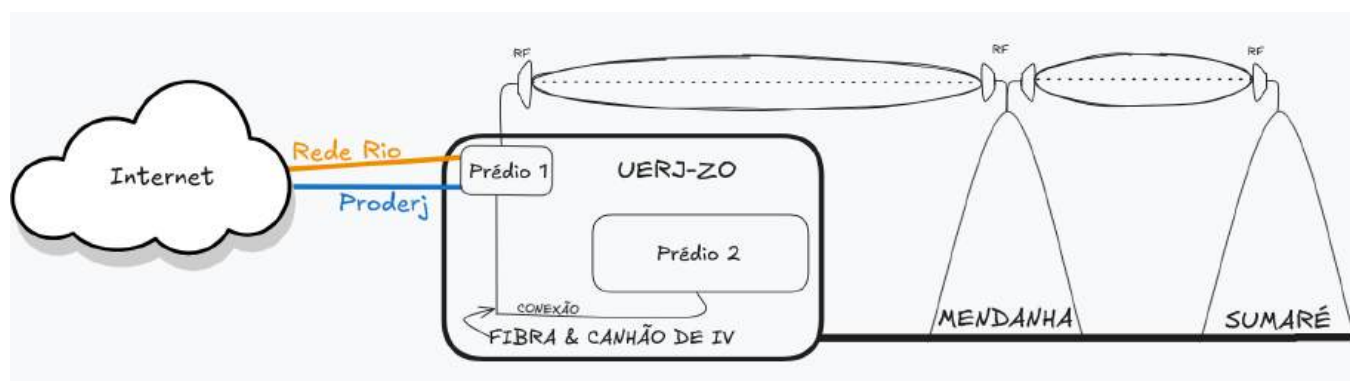 RF
RF
RF
Internet
Rede Rio
Proderj
Prédio 1
UERJ-ZO
Prédio 2
CONEXÃO
FIBRA & CANHÃO DE IV
MENDANHA
SUMARÉ